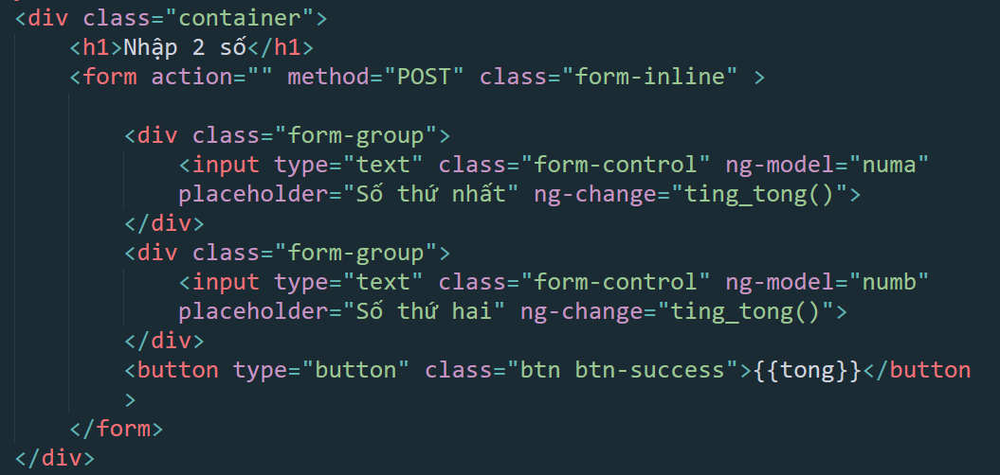 <div class="container">
<h1>Nhập 2 số</h1>
<form action="" method="POST" class="form-inline" >
<div class="form-group">
<input type="text" class="form-control" ng-model="numa"
placeholder="Số thứ nhất" ng-change="ting_tong()">
</div>
<div class="form-group">
<input type="text" class="form-control" ng-model="numb"
placeholder="Số thứ hai" ng-change="ting_tong()">
</div>
<button type="button" class="btn btn-success">{{tong}}</button
>
</form>
</div>